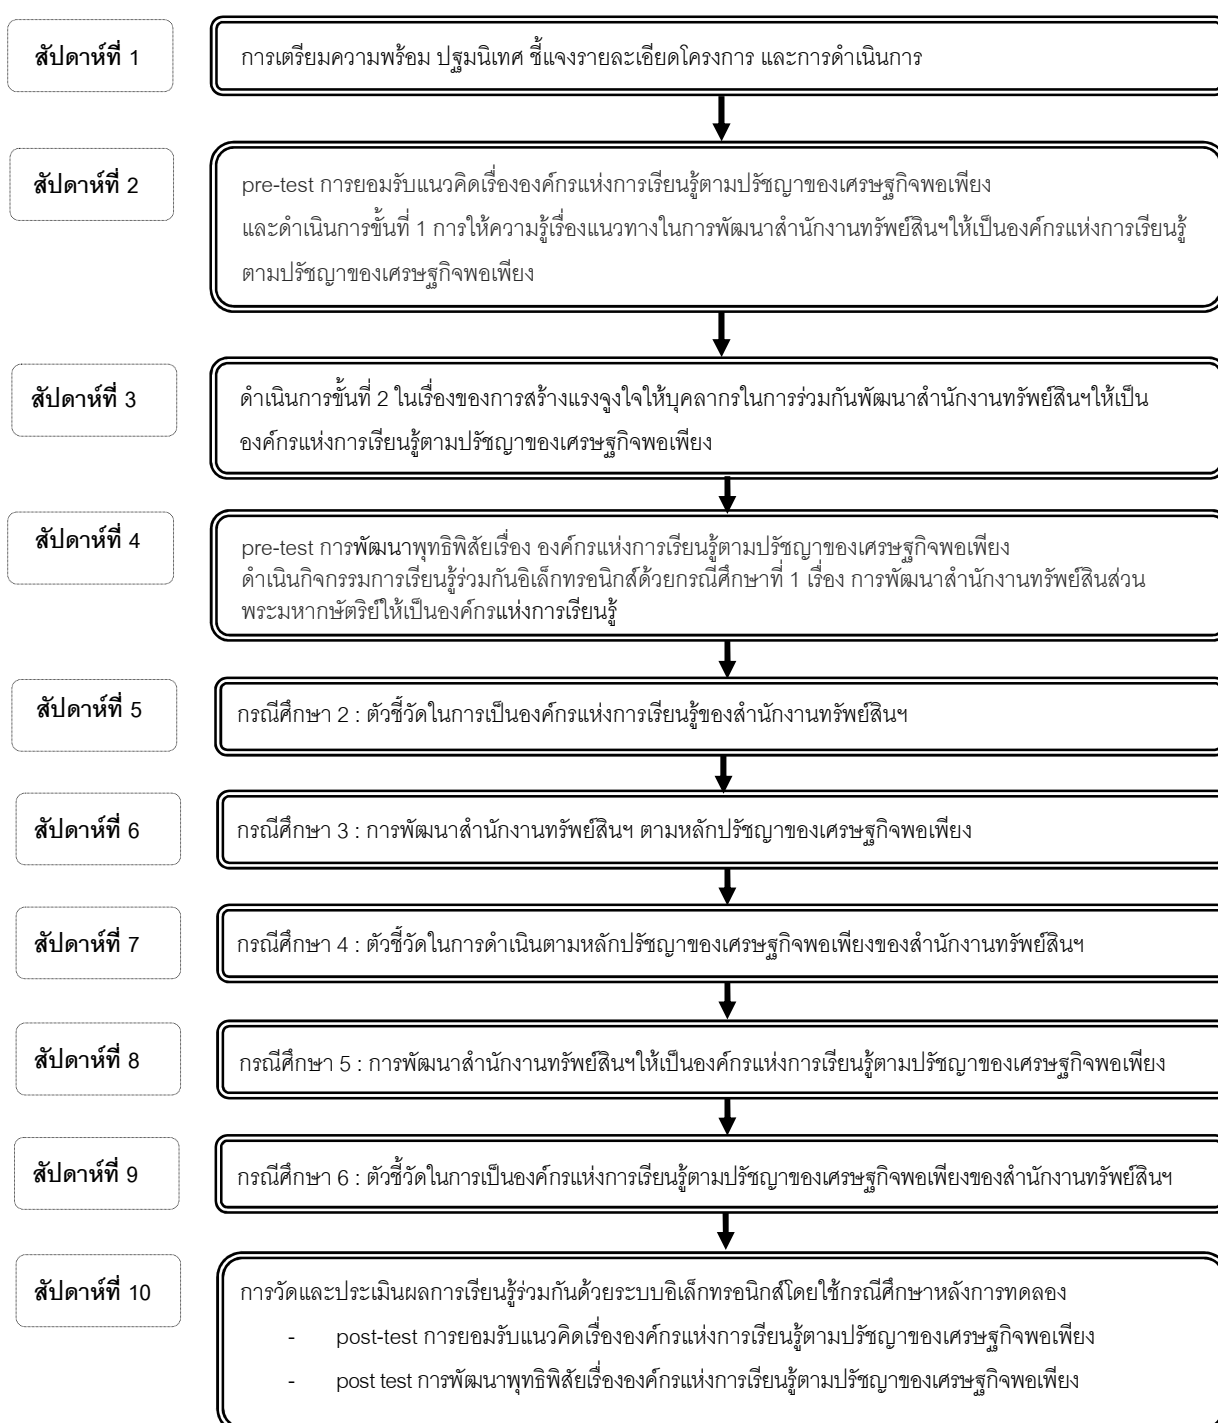 สัปดาห์ที่ 1
การเตรียมความพร้อม ปฐมนิเทศ ชี้แจงรายละเอียดโครงการ และการดำเนินการ
สัปดาห์ที่ 2
pre-test การยอมรับแนวคิดเรื่ององค์กรแห่งการเรียนรู้ตามปรัชญาของเศรษฐกิจพอเพียง
และดำเนินการขั้นที่ 1 การให้ความรู้เรื่องแนวทางในการพัฒนาสำนักงานทรัพย์สินฯให้เป็นองค์กรแห่งการเรียนรู้
ตามปรัชญาของเศรษฐกิจพอเพียง
สัปดาห์ที่ 3
ดำเนินการขั้นที่ 2 ในเรื่องของการสร้างแรงจูงใจให้บุคลากรในการร่วมกันพัฒนาสำนักงานทรัพย์สินฯให้เป็น
องค์กรแห่งการเรียนรู้ตามปรัชญาของเศรษฐกิจพอเพียง
สัปดาห์ที่ 4
pre-test การพัฒนาพุทธิพิสัยเรื่อง องค์กรแห่งการเรียนรู้ตามปรัชญาของเศรษฐกิจพอเพียง
ดำเนินกิจกรรมการเรียนรู้ร่วมกันอิเล็กทรอนิกส์ด้วยกรณีศึกษาที่ 1 เรื่อง การพัฒนาสำนักงานทรัพย์สินส่วน
พระมหากษัตริย์ให้เป็นองค์กรแห่งการเรียนรู้
สัปดาห์ที่ 5
กรณีศึกษา 2 : ตัวชี้วัดในการเป็นองค์กรแห่งการเรียนรู้ของสำนักงานทรัพย์สินฯ
สัปดาห์ที่ 6
กรณีศึกษา 3 : การพัฒนาสำนักงานทรัพย์สินฯ ตามหลักปรัชญาของเศรษฐกิจพอเพียง
สัปดาห์ที่ 7
กรณีศึกษา 4 : ตัวชี้วัดในการดำเนินตามหลักปรัชญาของเศรษฐกิจพอเพียงของสำนักงานทรัพย์สินฯ
สัปดาห์ที่ 8
กรณีศึกษา 5 : การพัฒนาสำนักงานทรัพย์สินฯให้เป็นองค์กรแห่งการเรียนรู้ตามปรัชญาของเศรษฐกิจพอเพียง
สัปดาห์ที่ 9
กรณีศึกษา 6 : ตัวชี้วัดในการเป็นองค์กรแห่งการเรียนรู้ตามปรัชญาของเศรษฐกิจพอเพียงของสำนักงานทรัพย์สินฯ
สัปดาห์ที่ 10
การวัดและประเมินผลการเรียนรู้ร่วมกันด้วยระบบอิเล็กทรอนิกส์โดยใช้กรณีศึกษาหลังการทดลอง
- post-test การยอมรับแนวคิดเรื่ององค์กรแห่งการเรียนรู้ตามปรัชญาของเศรษฐกิจพอเพียง
- post test การพัฒนาพุทธิพิสัยเรื่ององค์กรแห่งการเรียนรู้ตามปรัชญาของเศรษฐกิจพอเพียง